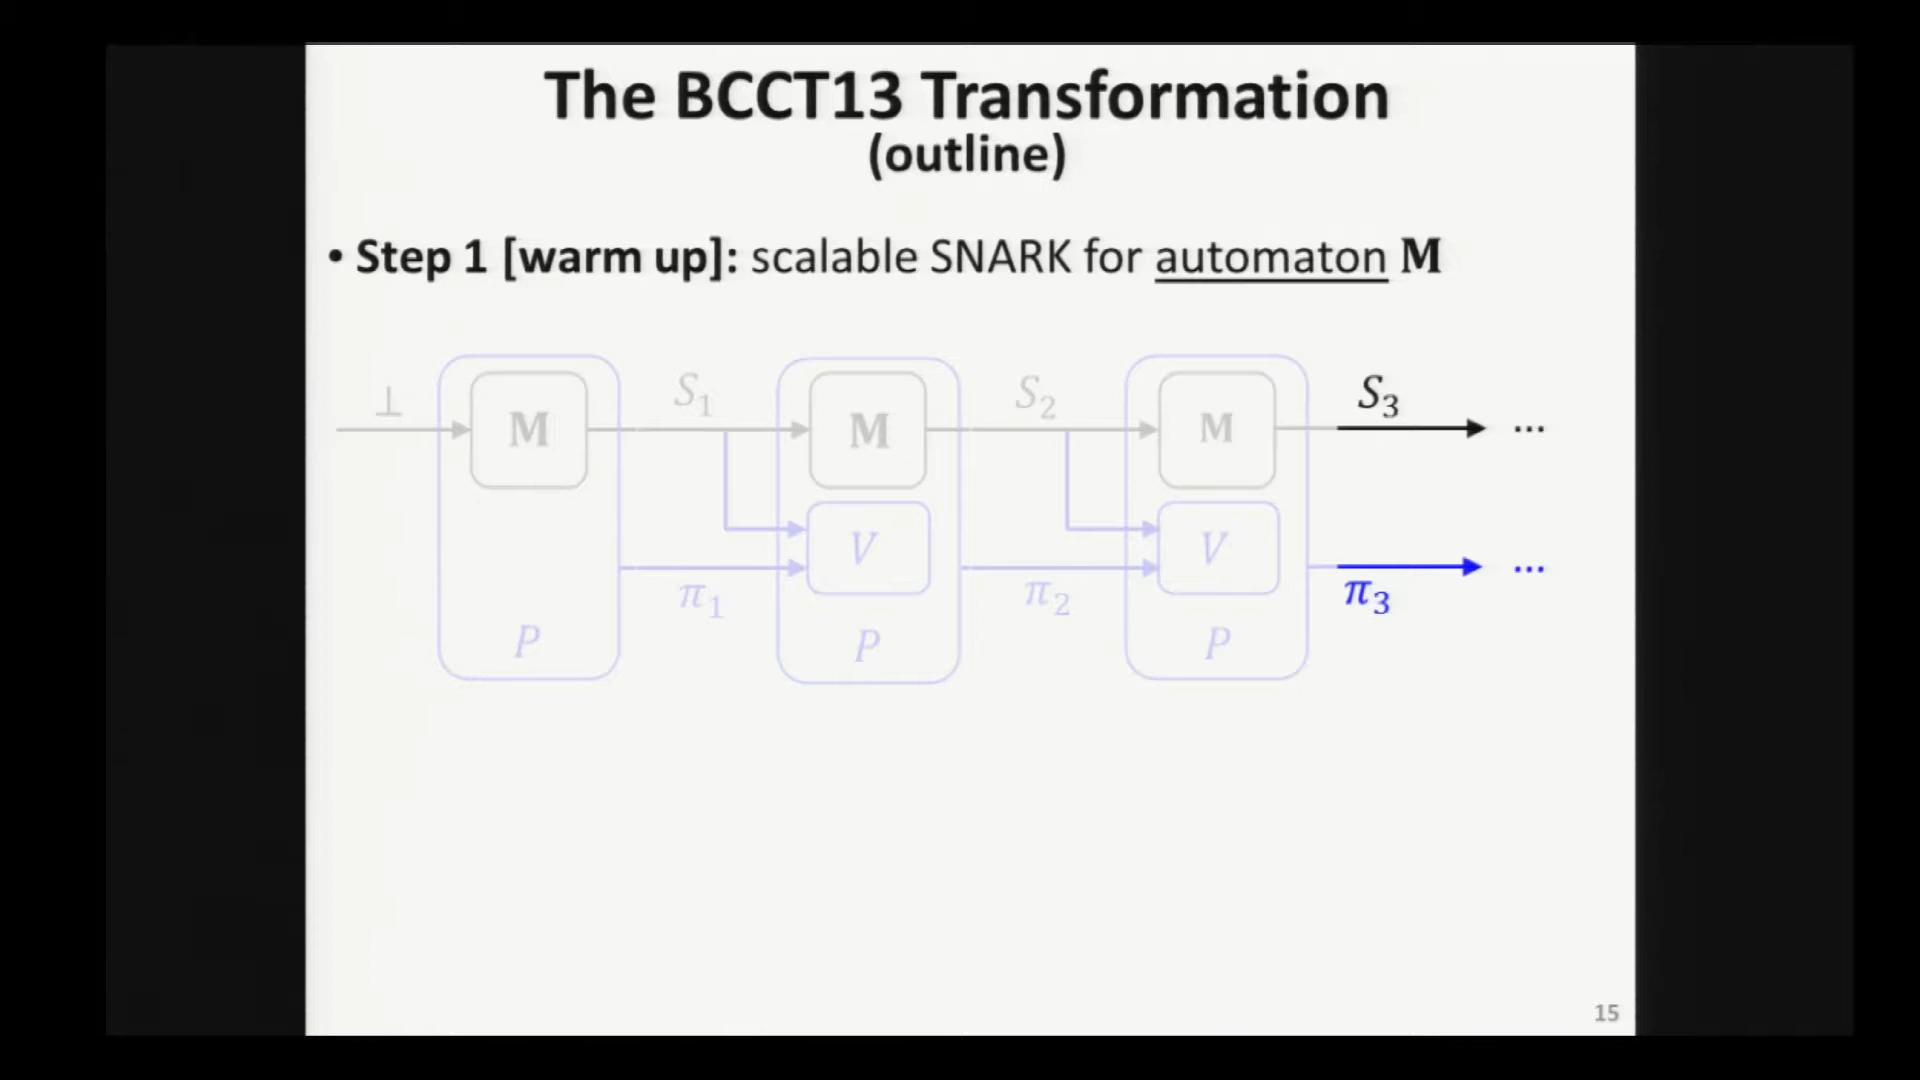 The BCCT13 Transformation
(outline)
• Step 1 [warm up]: scalable SNARK for automaton M
⊥ M S₁ M S₂ M S₃ ...
V V
π₁ π₂ π₃ ...
P P P
15